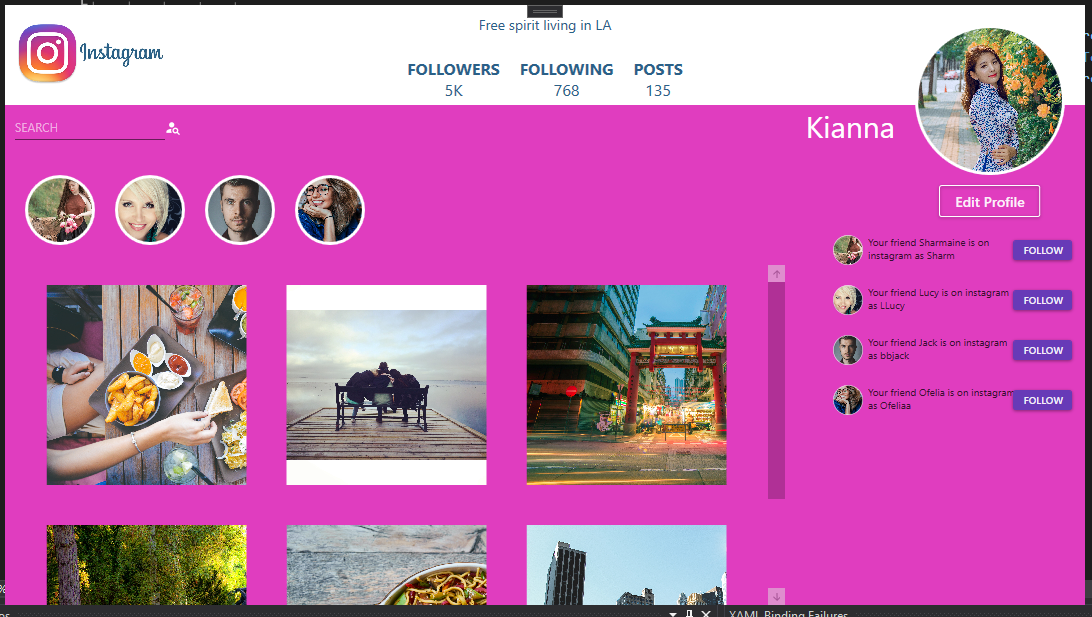 Free spirit living in LA
Instagram
FOLLOWERS FOLLOWING POSTS
5K 768 135
SEARCH
Kianna
Edit Profile
Your friend Sharmaine is on
instagram as Sharm
FOLLOW
Your friend Lucy is on instagram
as LLucy
FOLLOW
Your friend Jack is on instagram
as bbjack
FOLLOW
Your friend Ofelia is on instagram
as Ofeliaa
FOLLOW
XAML Binding Failures